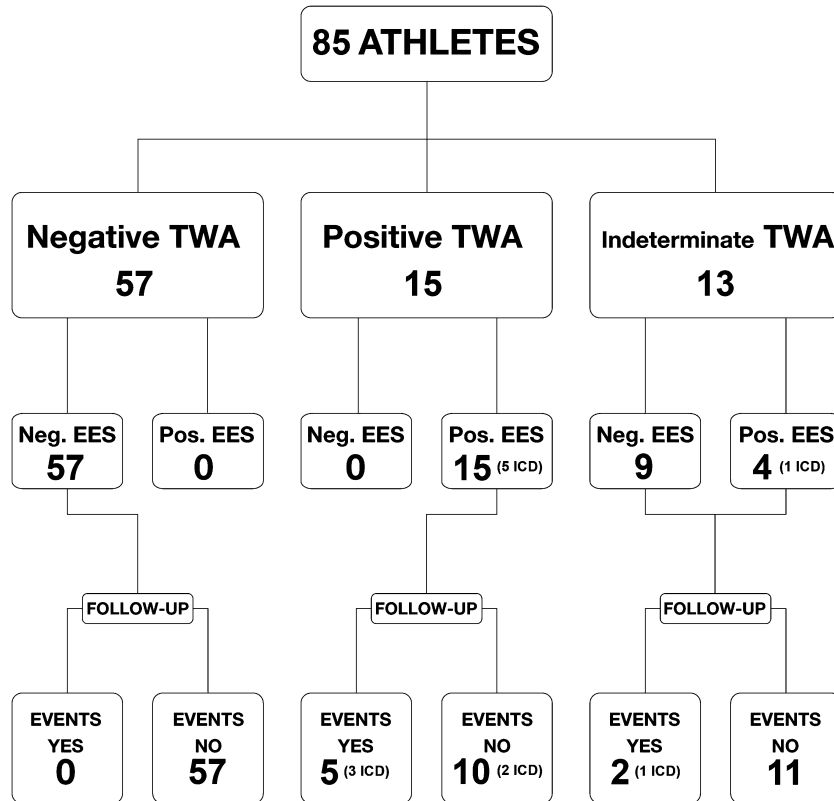 85 ATHLETES
Negative TWA
57
Positive TWA
15
Indeterminate TWA
13
Neg. EES
57
Pos. EES
0
Neg. EES
0
Pos. EES
15 (5 ICD)
Neg. EES
9
Pos. EES
4 (1 ICD)
FOLLOW-UP
FOLLOW-UP
FOLLOW-UP
EVENTS
YES
0
EVENTS
NO
57
EVENTS
YES
5 (3 ICD)
EVENTS
NO
10 (2 ICD)
EVENTS
YES
2 (1 ICD)
EVENTS
NO
11